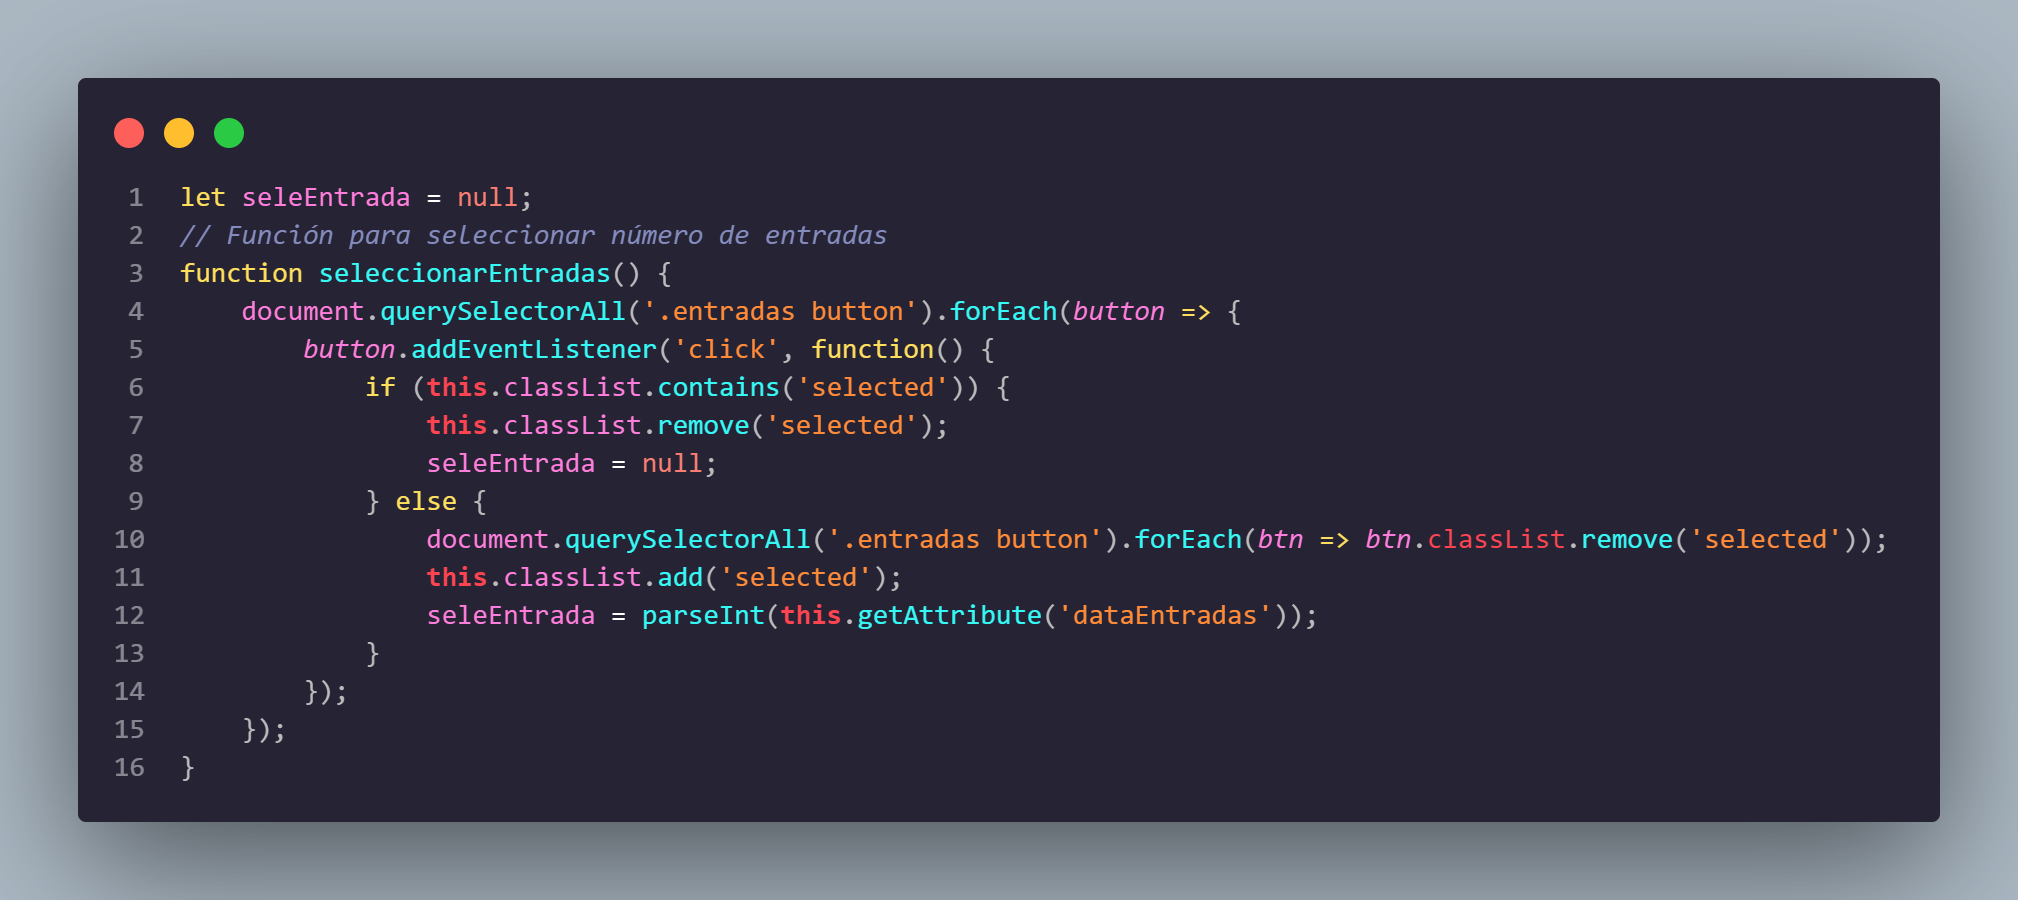 1 let seleEntrada = null;
2 // Función para seleccionar número de entradas
3 function seleccionarEntradas() {
4     document.querySelectorAll('.entradas button').forEach(button => {
5         button.addEventListener('click', function() {
6             if (this.classList.contains('selected')) {
7                 this.classList.remove('selected');
8                 seleEntrada = null;
9             } else {
10                 document.querySelectorAll('.entradas button').forEach(btn => btn.classList.remove('selected'));
11                 this.classList.add('selected');
12                 seleEntrada = parseInt(this.getAttribute('dataEntradas'));
13             }
14         });
15     });
16 }